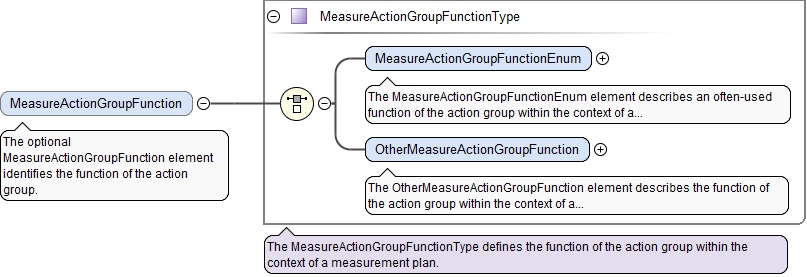 MeasureActionGroupFunctionType
MeasureActionGroupFunctionEnum
The MeasureActionGroupFunctionEnum element describes an often-used
function of the action group within the context of a...
MeasureActionGroupFunction
The optional
MeasureActionGroupFunction element
identifies the function of the action
group.
OtherMeasureActionGroupFunction
The OtherMeasureActionGroupFunction element describes the function of
the action group within the context of a...
The MeasureActionGroupFunctionType defines the function of the action group within the
context of a measurement plan.